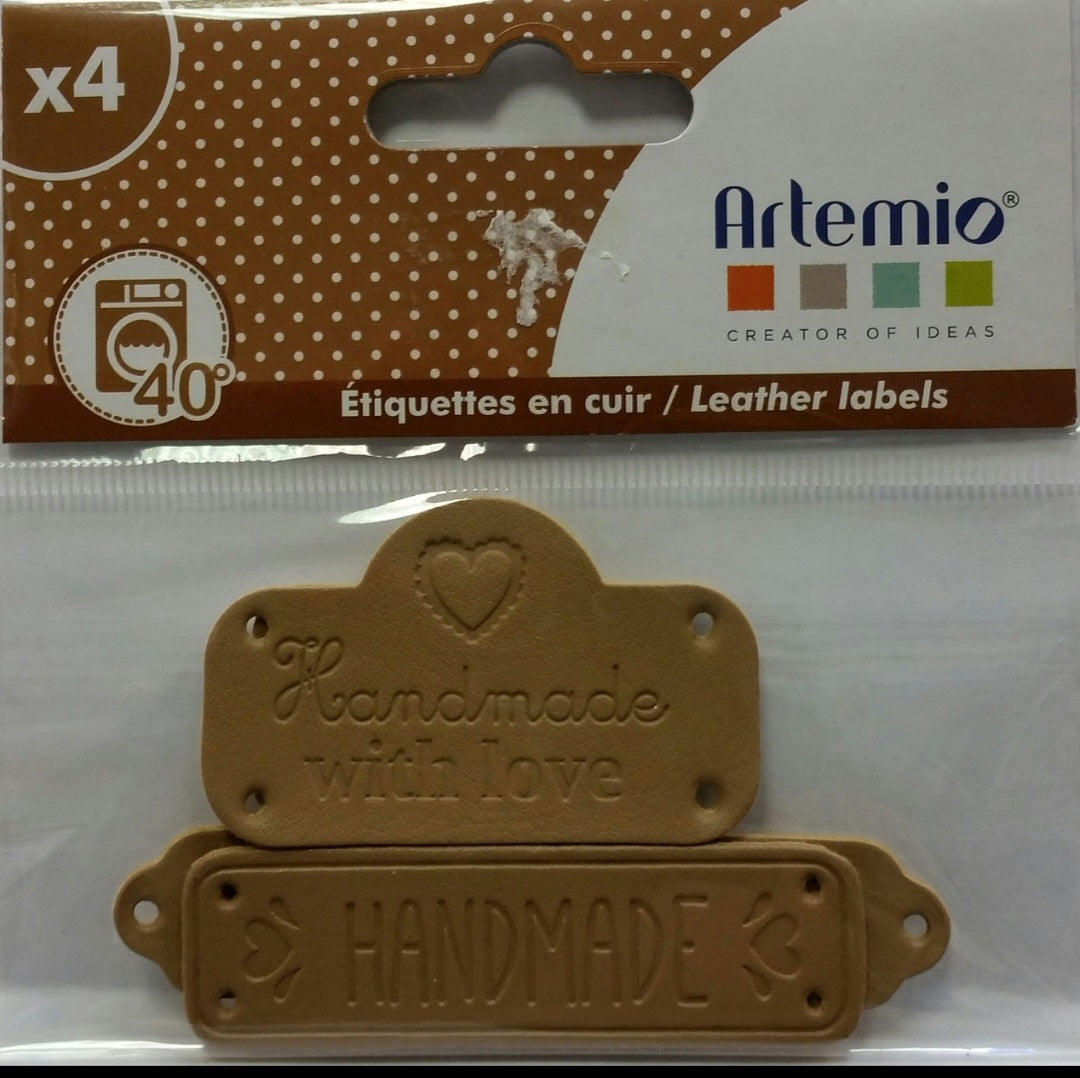 x4
Artemio®
CREATOR OF IDEAS
40°
Étiquettes en cuir / Leather labels
Handmade
with love
HANDMADE